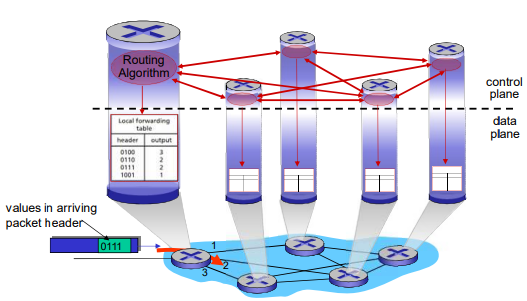 Routing
Algorithm
control
plane
data
plane
Local forwarding
table
header output
0100 3
0110 2
0111 2
1001 1
values in arriving
packet header
0111
1
2
3